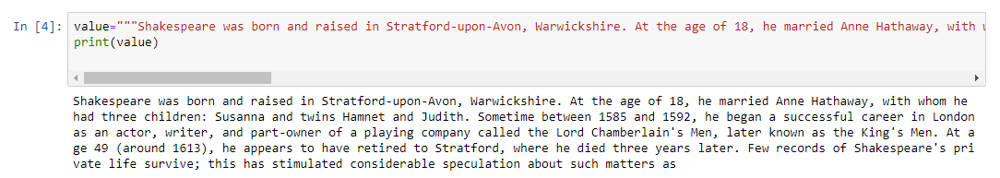 In [4]: value="""Shakespeare was born and raised in Stratford-upon-Avon, Warwickshire. At the age of 18, he married Anne Hathaway, with
print(value)
Shakespeare was born and raised in Stratford-upon-Avon, Warwickshire. At the age of 18, he married Anne Hathaway, with whom he
had three children: Susanna and twins Hamnet and Judith. Sometime between 1585 and 1592, he began a successful career in London
as an actor, writer, and part-owner of a playing company called the Lord Chamberlain's Men, later known as the King's Men. At a
ge 49 (around 1613), he appears to have retired to Stratford, where he died three years later. Few records of Shakespeare's pri
vate life survive; this has stimulated considerable speculation about such matters as